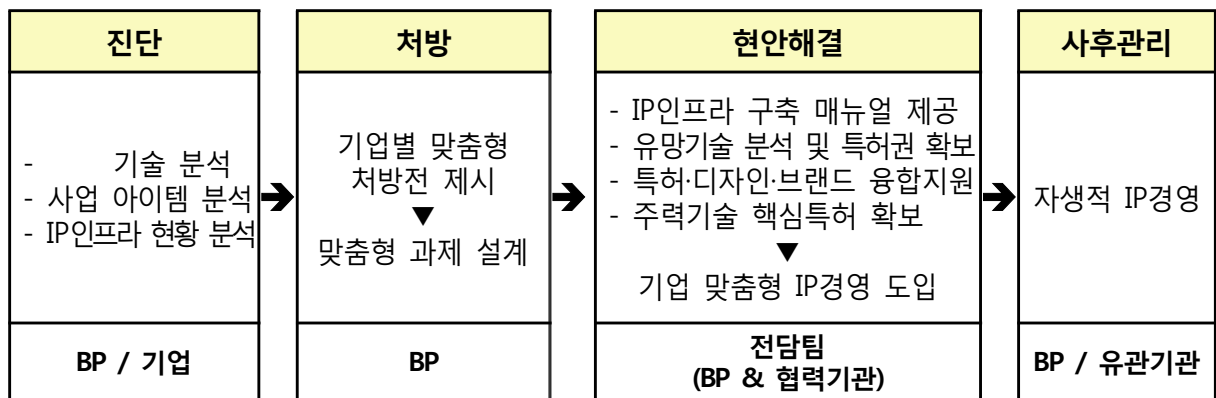 진단
- 기술 분석
- 사업 아이템 분석
- IP인프라 현황 분석
BP / 기업
➔
처방
기업별 맞춤형
처방전 제시
▼
맞춤형 과제 설계
BP
➔
현안해결
- IP인프라 구축 매뉴얼 제공
- 유망기술 분석 및 특허권 확보
- 특허·디자인·브랜드 융합지원
- 주력기술 핵심특허 확보
▼
기업 맞춤형 IP경영 도입
전담팀
(BP & 협력기관)
➔
사후관리
자생적 IP경영
BP / 유관기관